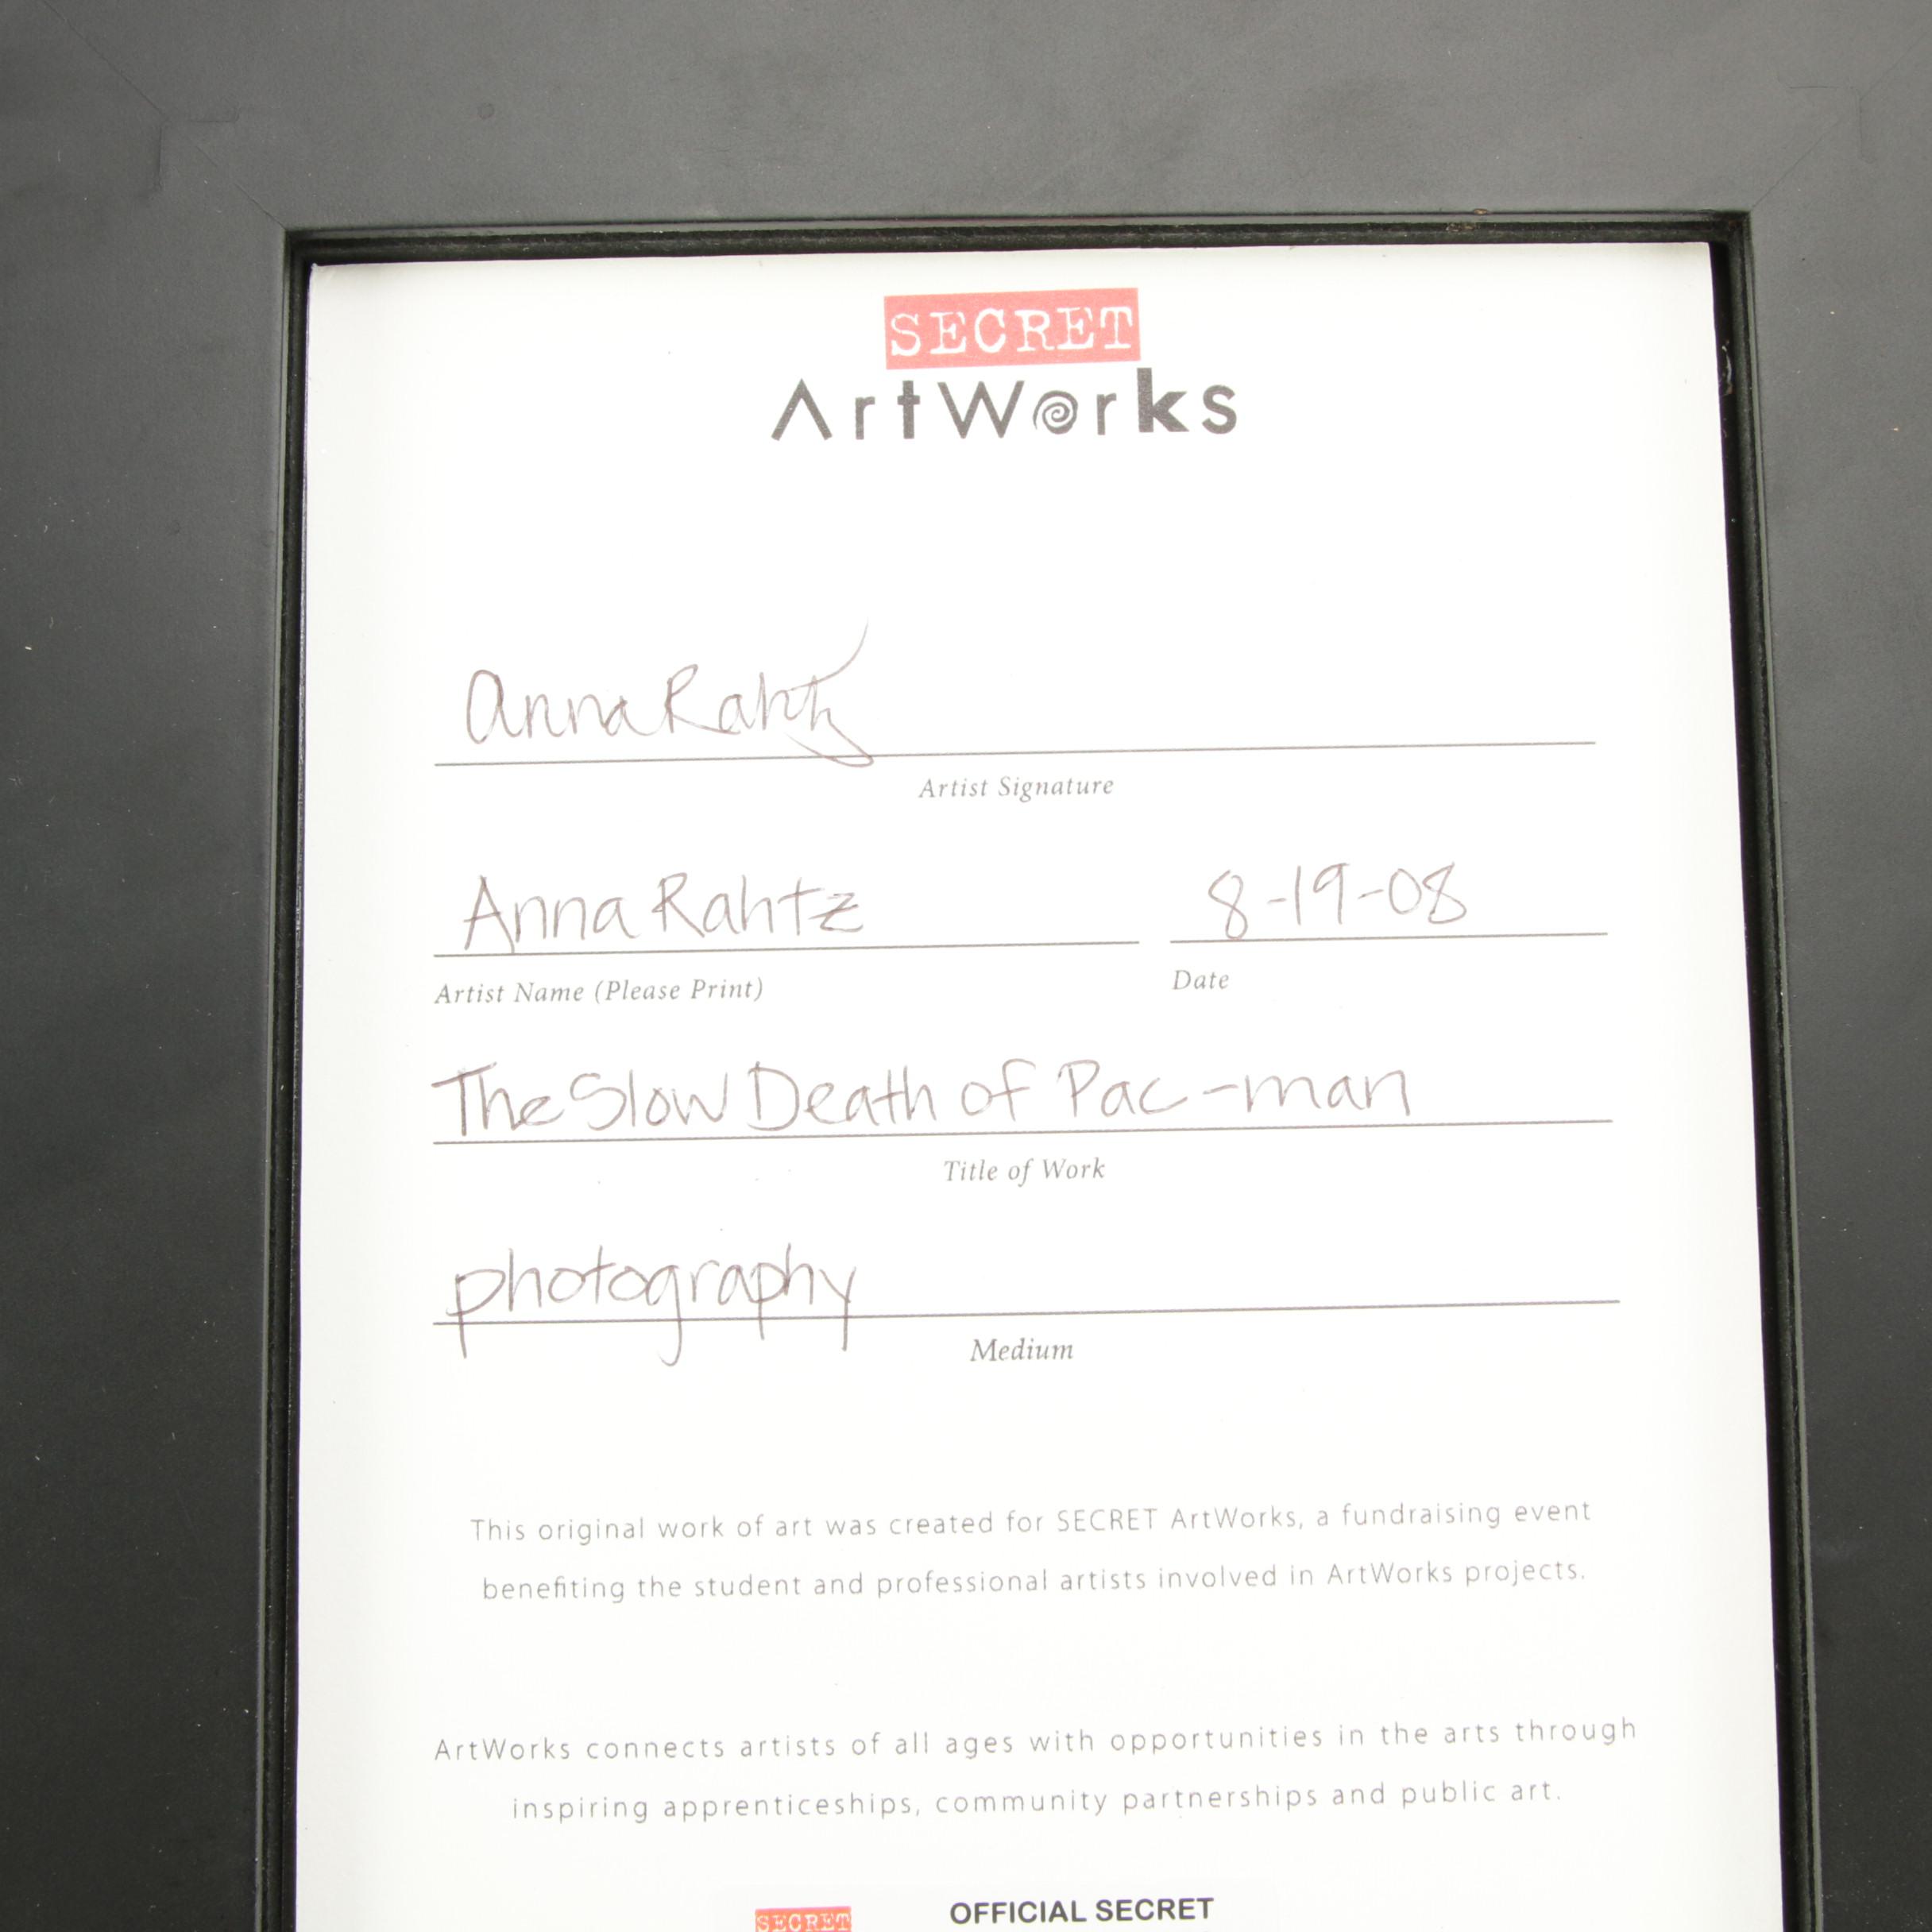 SECRET
ArtWorks
Anna Rahtz
Artist Signature
Anna Rahtz 8-19-08
Artist Name (Please Print) Date
The Slow Death of Pac-man
Title of Work
photography
Medium
This original work of art was created for SECRET ArtWorks, a fundraising event
benefiting the student and professional artists involved in ArtWorks projects.
ArtWorks connects artists of all ages with opportunities in the arts through
inspiring apprenticeships, community partnerships and public art.
SECRET OFFICIAL SECRET